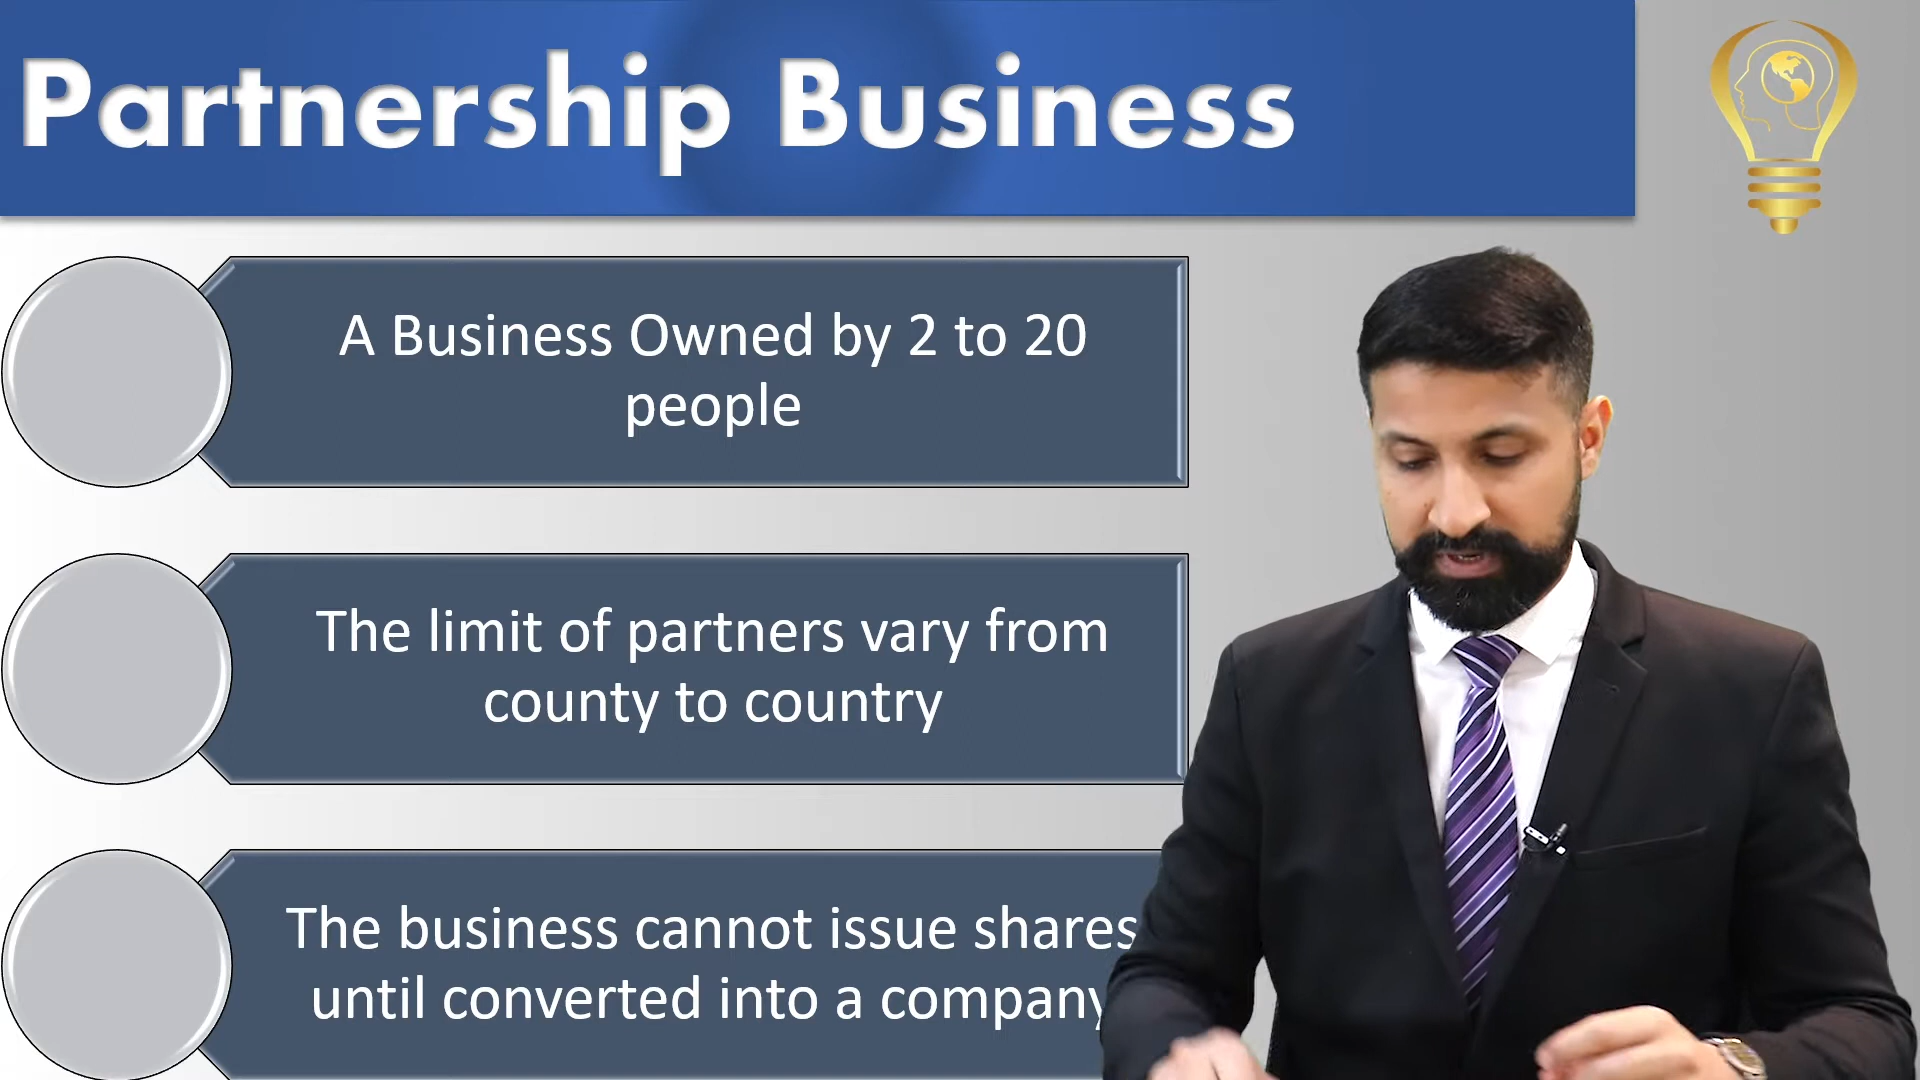 Partnership Business
A Business Owned by 2 to 20
people
The limit of partners vary from
county to country
The business cannot issue shares
until converted into a company